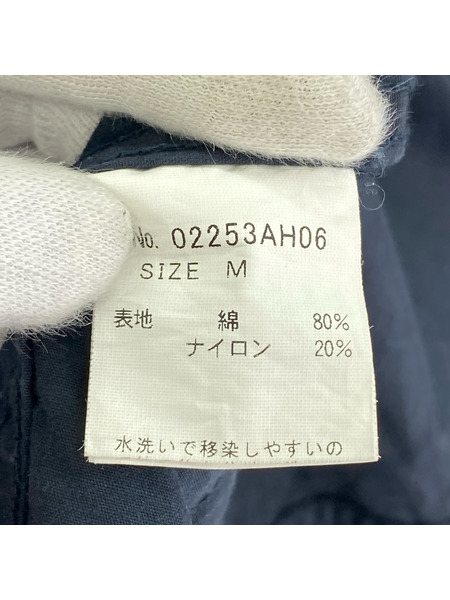 No. 02253AH06
SIZE M
表地 綿 80%
ナイロン 20%
水洗いで移染しやすいの